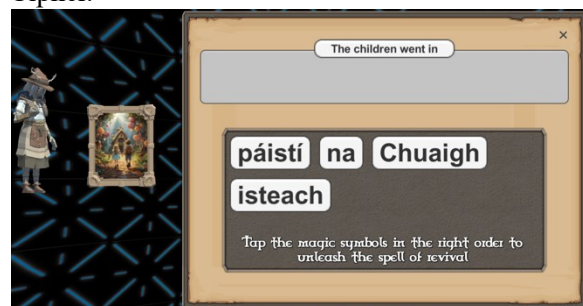 ×
The children went in
páistí na Chuaigh
isteach
Tap the magic symbols in the right order to
unleash the spell of revival